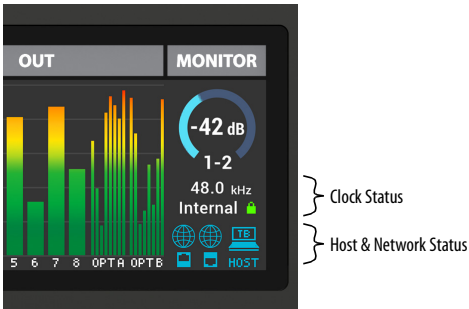 OUT MONITOR
-42 dB
1-2
48.0 kHz
Internal
Clock Status
TB
Host & Network Status
5 6 7 8 OPTA OPTB HOST